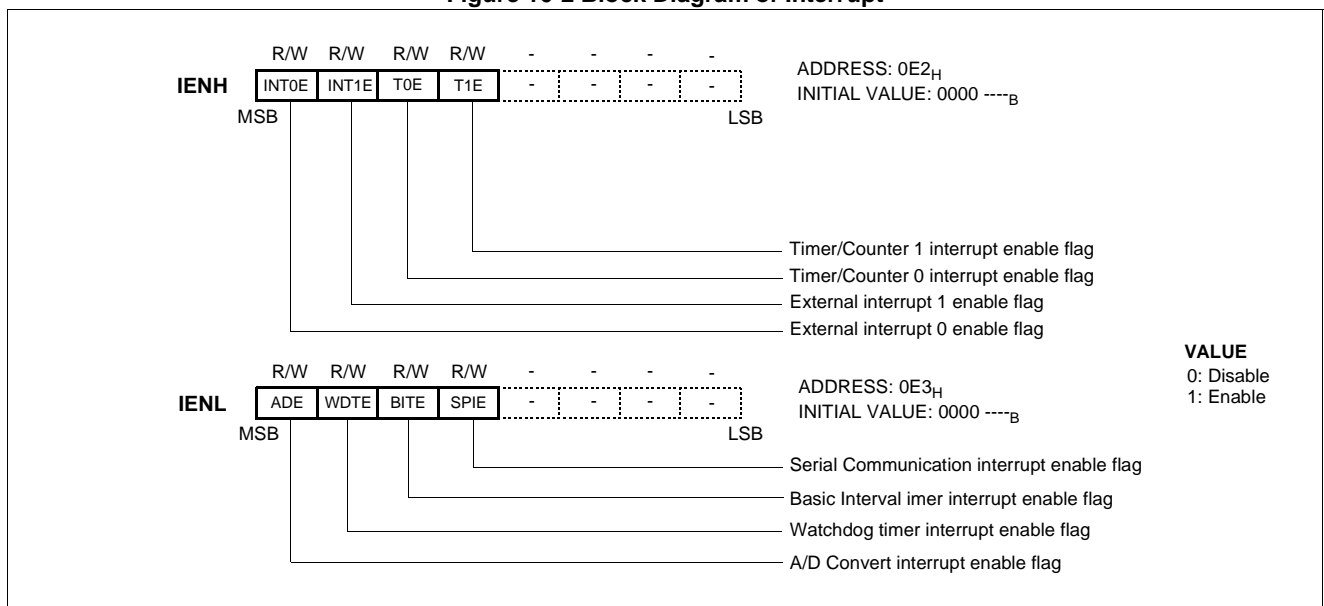 Figure 16-2 Block Diagram of Interrupt
R/W R/W R/W R/W - - - -
IENH INT0E INT1E T0E T1E - - - -
MSB LSB
ADDRESS: 0E2H
INITIAL VALUE: 0000 ----B
Timer/Counter 1 interrupt enable flag
Timer/Counter 0 interrupt enable flag
External interrupt 1 enable flag
External interrupt 0 enable flag
VALUE
0: Disable
1: Enable
R/W R/W R/W R/W - - - -
IENL ADE WDTE BITE SPIE - - - -
MSB LSB
ADDRESS: 0E3H
INITIAL VALUE: 0000 ----B
Serial Communication interrupt enable flag
Basic Interval imer interrupt enable flag
Watchdog timer interrupt enable flag
A/D Convert interrupt enable flag